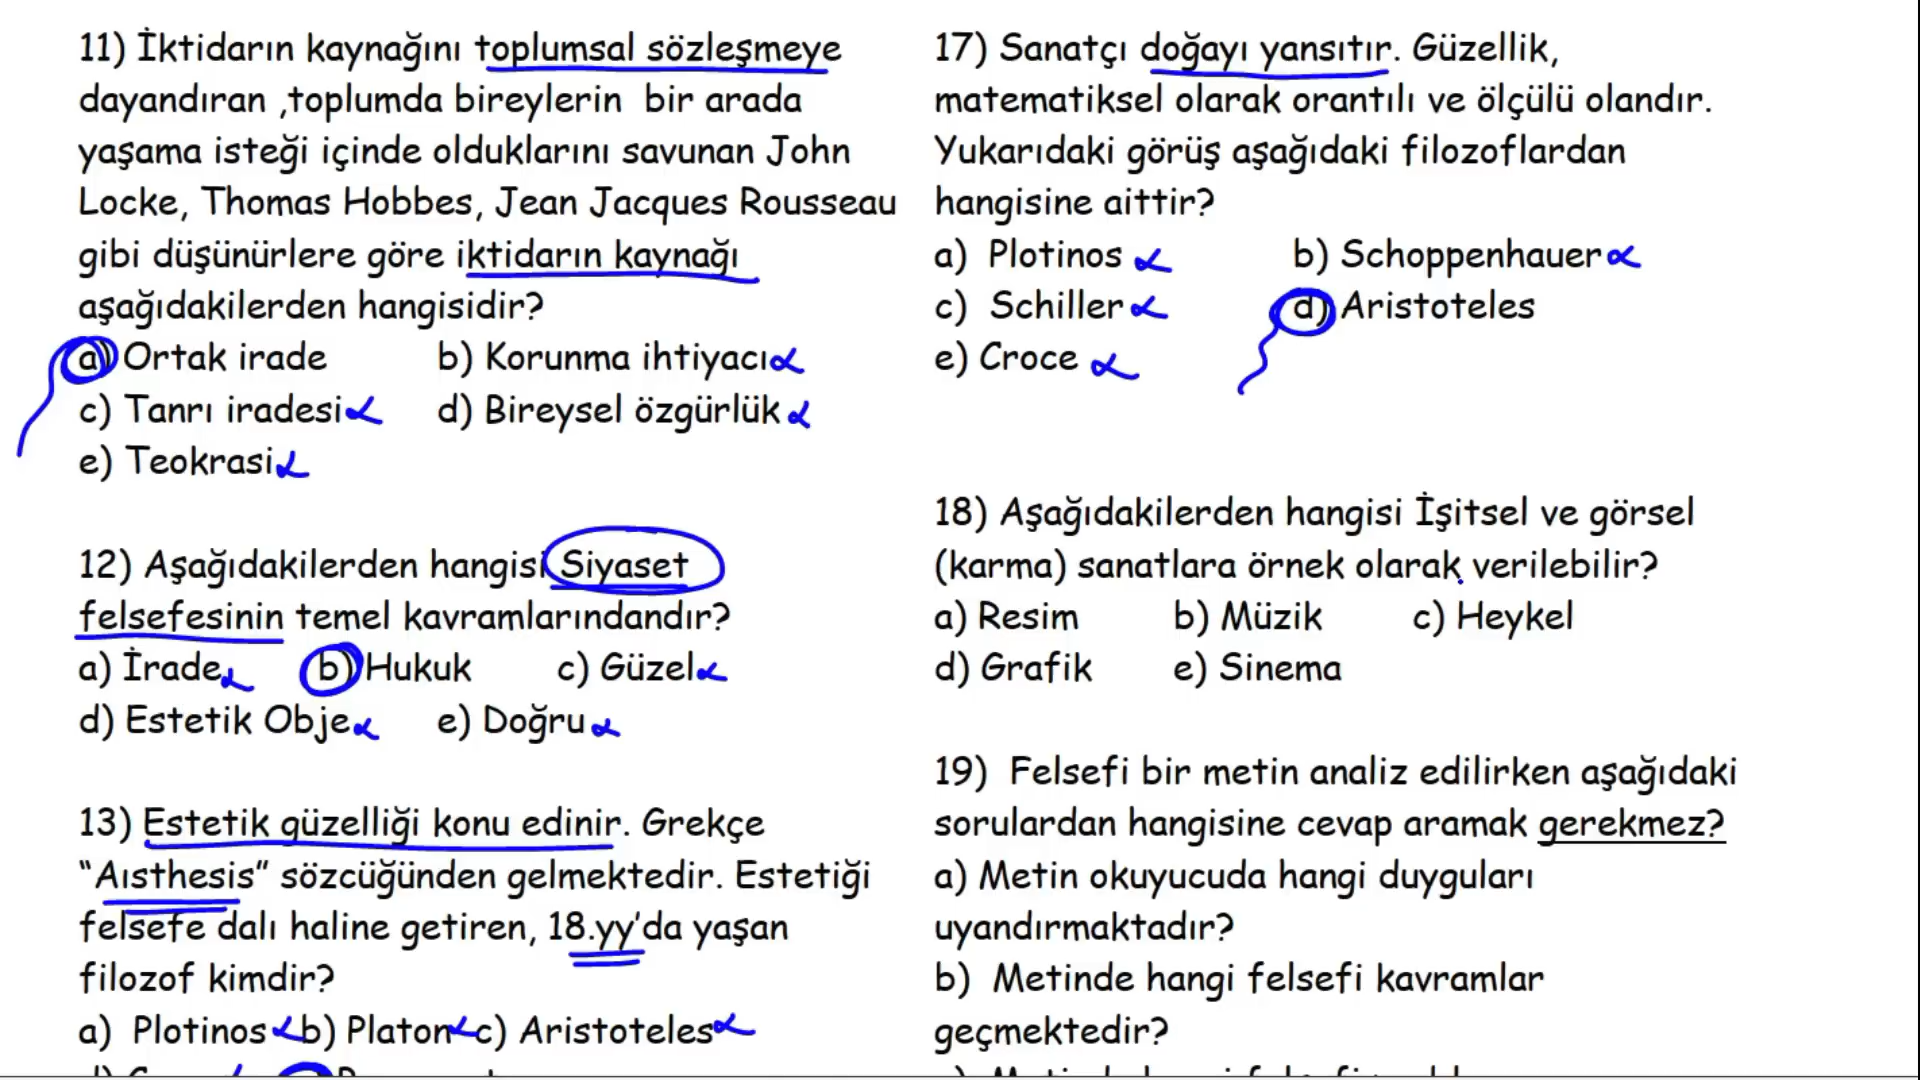 11) İktidarın kaynağını toplumsal sözleşmeye
dayandıran ,toplumda bireylerin bir arada
yaşama isteği içinde olduklarını savunan John
Locke, Thomas Hobbes, Jean Jacques Rousseau
gibi düşünürlere göre iktidarın kaynağı
aşağıdakilerden hangisidir?
a) Ortak irade b) Korunma ihtiyacı
c) Tanrı iradesi d) Bireysel özgürlük
e) Teokrasi
12) Aşağıdakilerden hangisi Siyaset
felsefesinin temel kavramlarındandır?
a) İrade b) Hukuk c) Güzel
d) Estetik Obje e) Doğru
13) Estetik güzelliği konu edinir. Grekçe
“Aısthesis” sözcüğünden gelmektedir. Estetiği
felsefe dalı haline getiren, 18.yy’da yaşan
filozof kimdir?
a) Plotinos b) Platon c) Aristoteles
17) Sanatçı doğayı yansıtır. Güzellik,
matematiksel olarak orantılı ve ölçülü olandır.
Yukarıdaki görüş aşağıdaki filozoflardan
hangisine aittir?
a) Plotinos b) Schoppenhauer
c) Schiller d) Aristoteles
e) Croce
18) Aşağıdakilerden hangisi İşitsel ve görsel
(karma) sanatlara örnek olarak verilebilir?
a) Resim b) Müzik c) Heykel
d) Grafik e) Sinema
19) Felsefi bir metin analiz edilirken aşağıdaki
sorulardan hangisine cevap aramak gerekmez?
a) Metin okuyucuda hangi duyguları
uyandırmaktadır?
b) Metinde hangi felsefi kavramlar
geçmektedir?